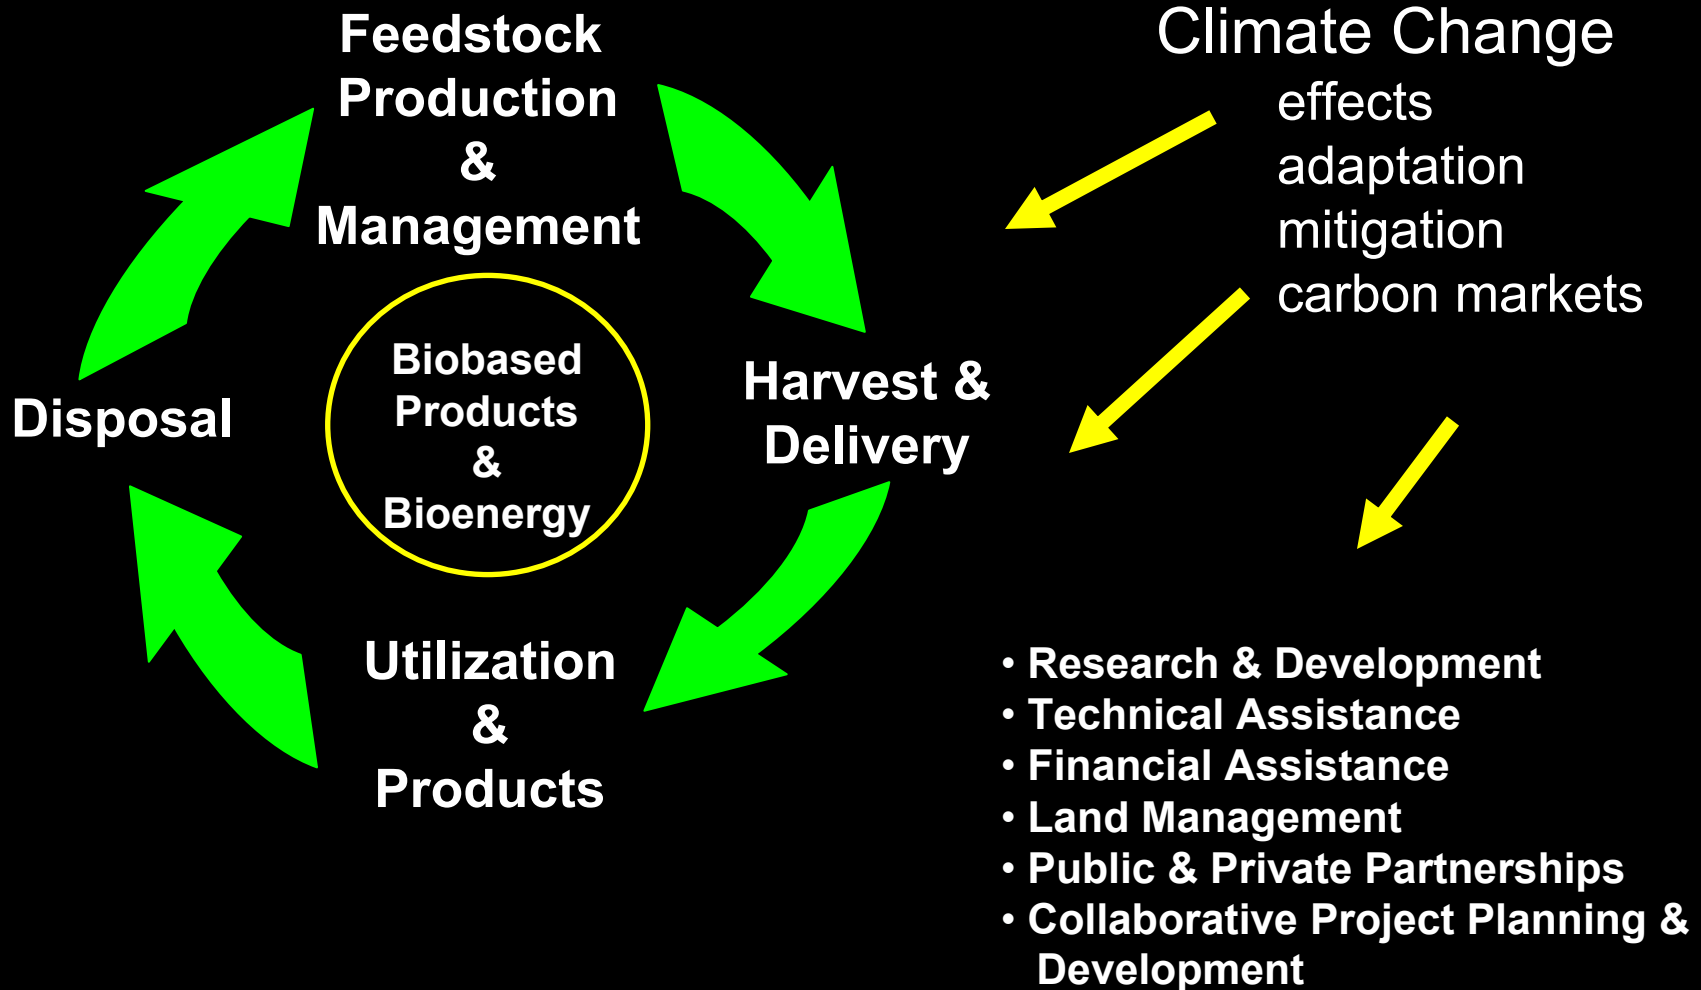 Feedstock
Production
&
Management
Biobased
Products
&
Bioenergy
Harvest &
Delivery
Disposal
Utilization
&
Products
Climate Change
effects
adaptation
mitigation
carbon markets
• Research & Development
• Technical Assistance
• Financial Assistance
• Land Management
• Public & Private Partnerships
• Collaborative Project Planning &
Development